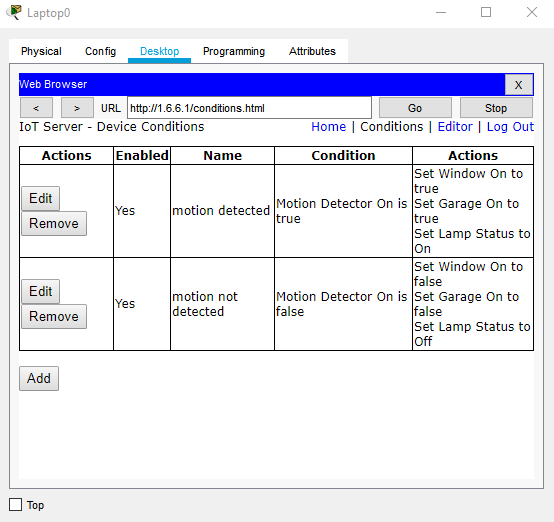 Laptop0
Physical Config Desktop Programming Attributes
Web Browser X
< > URL http://1.6.6.1/conditions.html Go Stop
IoT Server - Device Conditions Home | Conditions | Editor | Log Out
Actions Enabled Name Condition Actions
Edit
Remove
Yes
motion detected
Motion Detector On is
true
Set Window On to
true
Set Garage On to
true
Set Lamp Status to
On
Edit
Remove
Yes
motion not
detected
Motion Detector On is
false
Set Window On to
false
Set Garage On to
false
Set Lamp Status to
Off
Add
Top